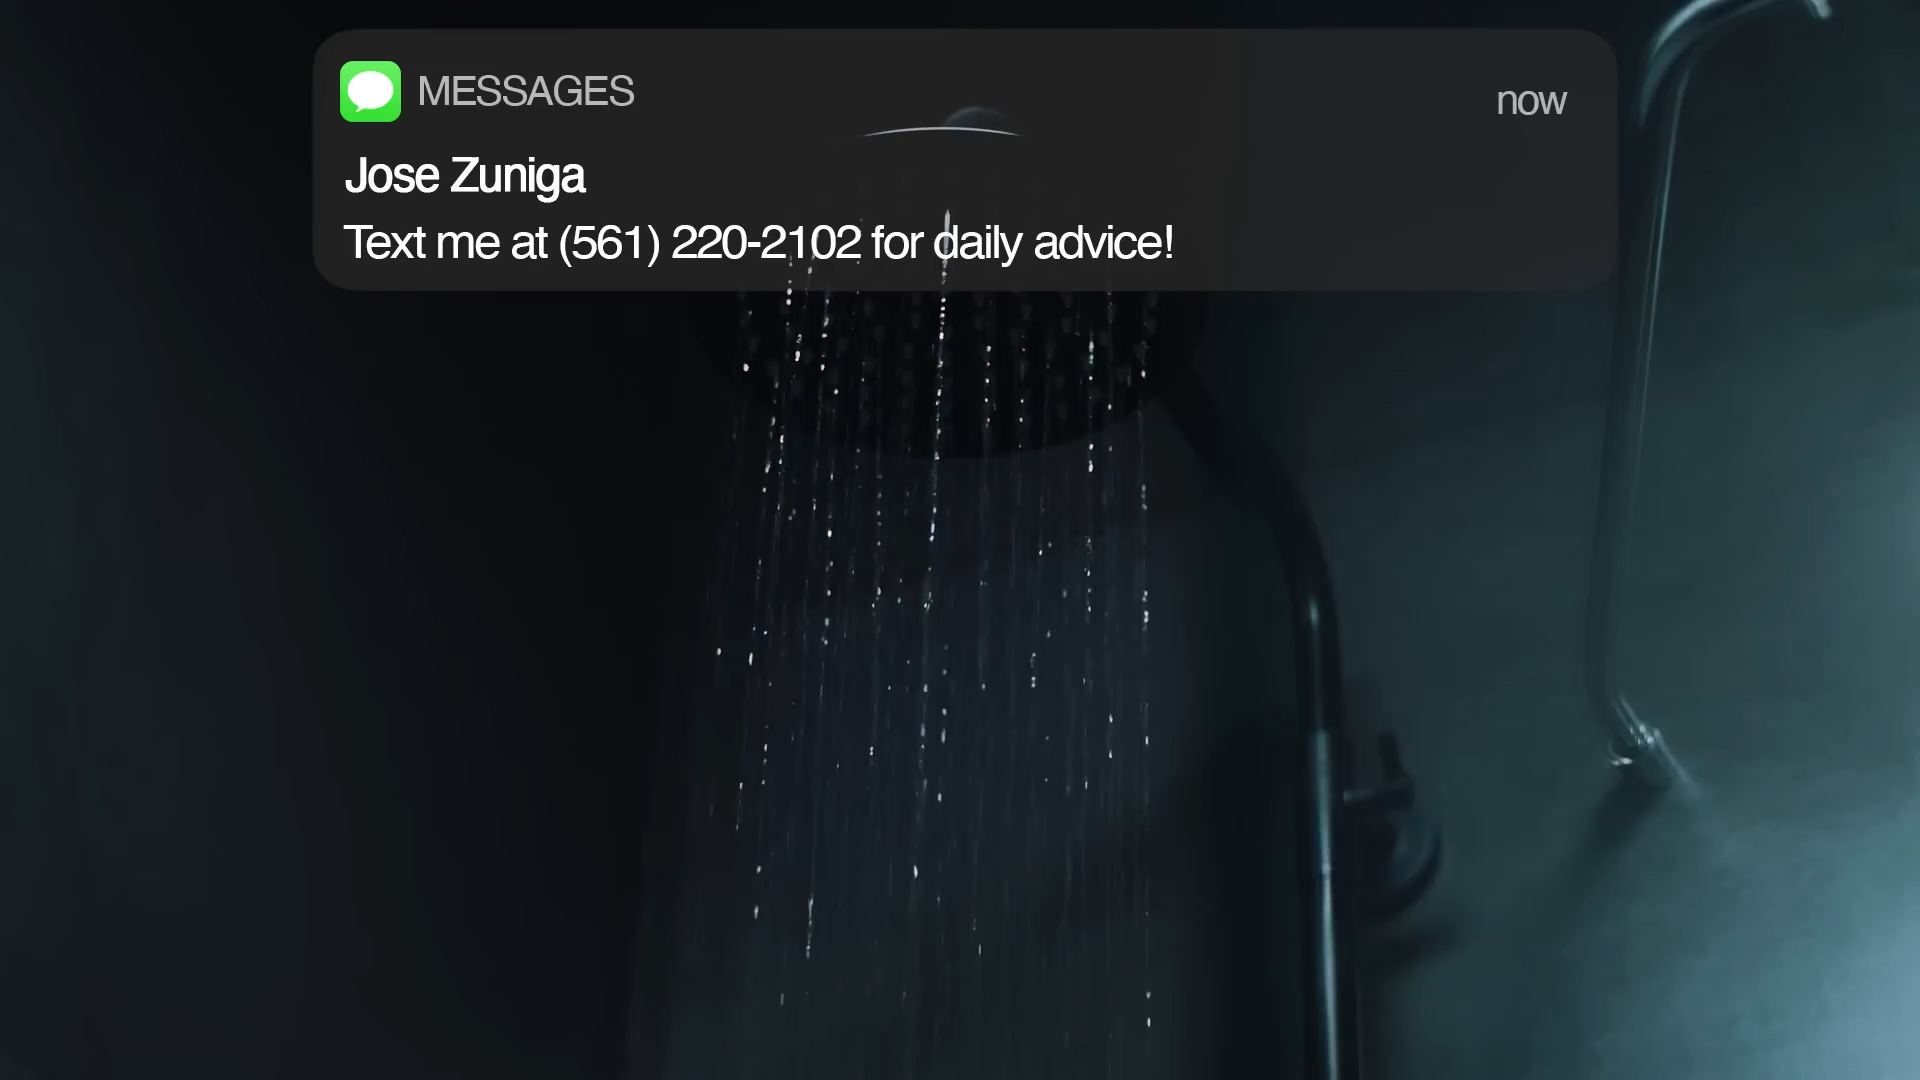 MESSAGES
now
Jose Zuniga
Text me at (561) 220-2102 for daily advice!